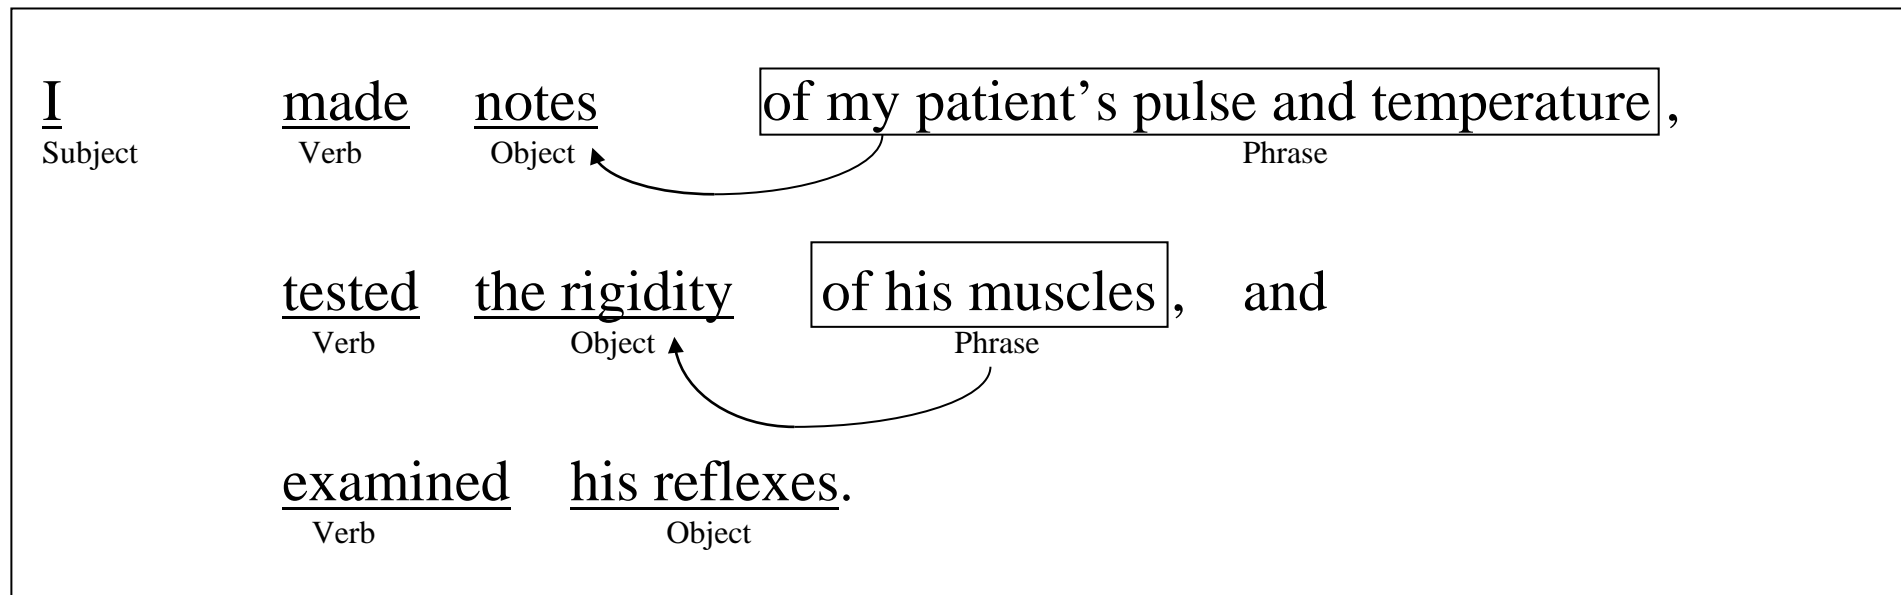 I made notes of my patient’s pulse and temperature ,
Subject Verb Object Phrase
tested the rigidity of his muscles , and
Verb Object Phrase
examined his reflexes.
Verb Object